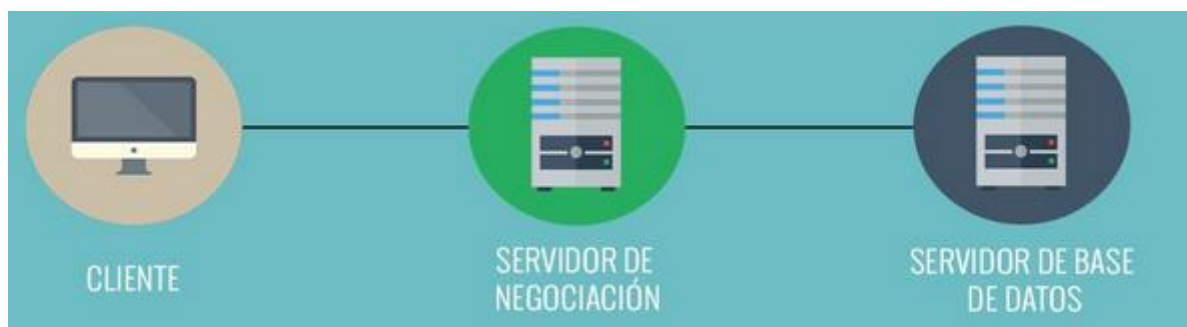 CLIENTE
SERVIDOR DE
NEGOCIACIÓN
SERVIDOR DE BASE
DE DATOS